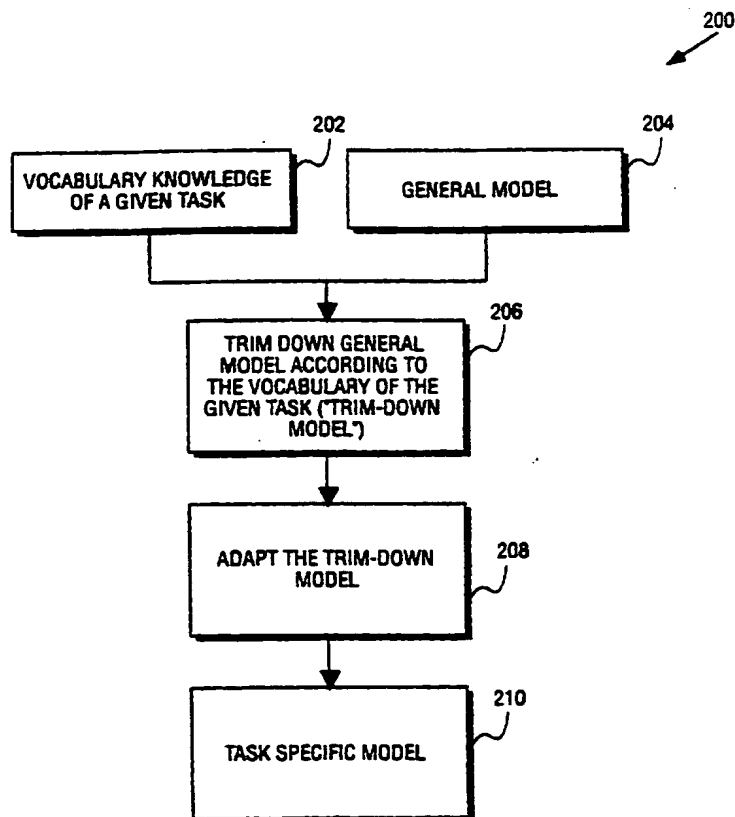 200
202
204
VOCABULARY KNOWLEDGE
OF A GIVEN TASK
GENERAL MODEL
206
TRIM DOWN GENERAL
MODEL ACCORDING TO
THE VOCABULARY OF THE
GIVEN TASK ("TRIM-DOWN
MODEL")
ADAPT THE TRIM-DOWN
MODEL
208
210
TASK SPECIFIC MODEL